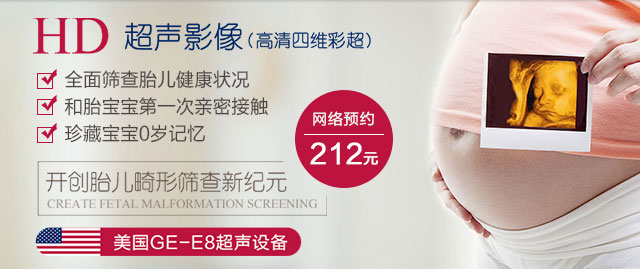 HD 超声影像(高清四维彩超)
全面筛查胎儿健康状况
和胎宝宝第一次亲密接触
珍藏宝宝0岁记忆
网络预约
212元
开创胎儿畸形筛查新纪元
CREATE FETAL MALFORMATION SCREENING
美国GE-E8超声设备